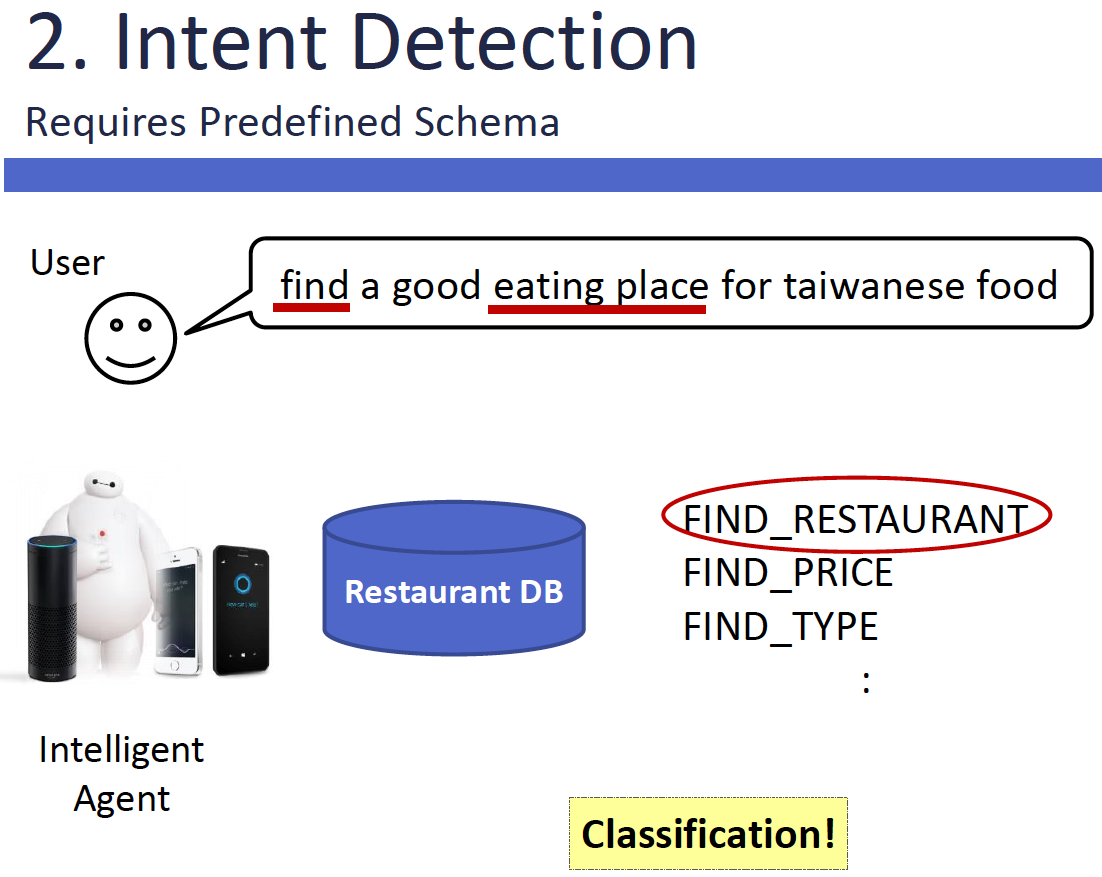 2. Intent Detection
Requires Predefined Schema
User
find a good eating place for taiwanese food
FIND_RESTAURANT
FIND_PRICE
FIND_TYPE
:
Restaurant DB
Intelligent
Agent
Classification!